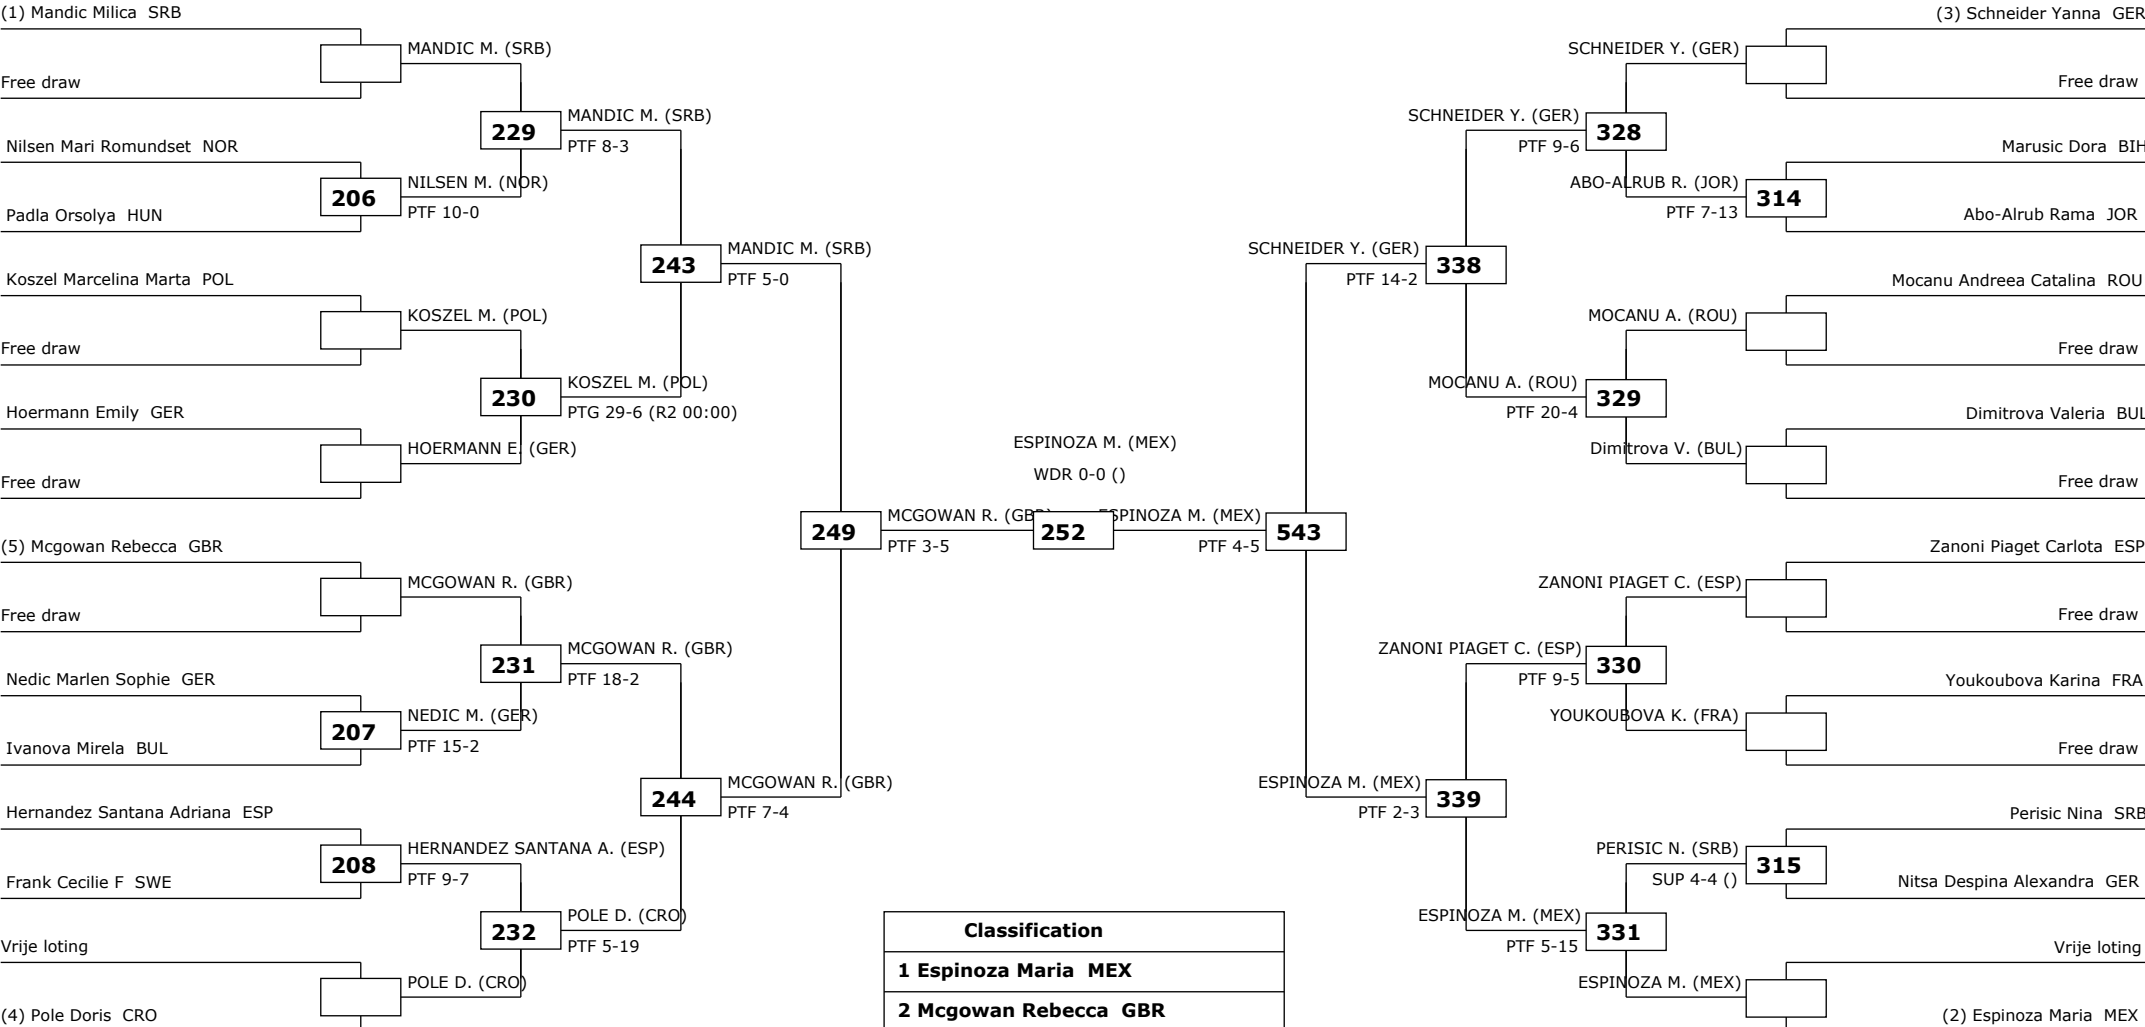 (1) Mandic Milica SRB
MANDIC M. (SRB)
Free draw
229
MANDIC M. (SRB)
PTF 8-3
Nilsen Mari Romundset NOR
206
NILSEN M. (NOR)
PTF 10-0
Padla Orsolya HUN
243
MANDIC M. (SRB)
PTF 5-0
Koszel Marcelina Marta POL
KOSZEL M. (POL)
Free draw
230
KOSZEL M. (POL)
PTG 29-6 (R2 00:00)
Hoermann Emily GER
HOERMANN E. (GER)
Free draw
249
MCGOWAN R. (GBR)
PTF 3-5
(5) Mcgowan Rebecca GBR
MCGOWAN R. (GBR)
Free draw
231
MCGOWAN R. (GBR)
PTF 18-2
Nedic Marlen Sophie GER
207
NEDIC M. (GER)
PTF 15-2
Ivanova Mirela BUL
244
MCGOWAN R. (GBR)
PTF 7-4
Hernandez Santana Adriana ESP
208
HERNANDEZ SANTANA A. (ESP)
PTF 9-7
Frank Cecilie F SWE
232
POLE D. (CRO)
PTF 5-19
Vrije loting
POLE D. (CRO)
(4) Pole Doris CRO
ESPINOZA M. (MEX)
WDR 0-0 ()
252
(3) Schneider Yanna GER
SCHNEIDER Y. (GER)
Free draw
SCHNEIDER Y. (GER)
328
PTF 9-6
Marusic Dora BIH
ABO-ALRUB R. (JOR)
314
PTF 7-13
Abo-Alrub Rama JOR
SCHNEIDER Y. (GER)
338
PTF 14-2
Mocanu Andreea Catalina ROU
MOCANU A. (ROU)
Free draw
MOCANU A. (ROU)
329
PTF 20-4
Dimitrova Valeria BUL
Dimitrova V. (BUL)
Free draw
ESPINOZA M. (MEX)
543
PTF 4-5
Zanoni Piaget Carlota ESP
ZANONI PIAGET C. (ESP)
Free draw
ZANONI PIAGET C. (ESP)
330
PTF 9-5
Youkoubova Karina FRA
YOUKOUBOVA K. (FRA)
Free draw
ESPINOZA M. (MEX)
339
PTF 2-3
Perisic Nina SRB
PERISIC N. (SRB)
315
SUP 4-4 ()
Nitsa Despina Alexandra GER
ESPINOZA M. (MEX)
331
PTF 5-15
Vrije loting
ESPINOZA M. (MEX)
(2) Espinoza Maria MEX
Classification
1 Espinoza Maria MEX
2 Mcgowan Rebecca GBR